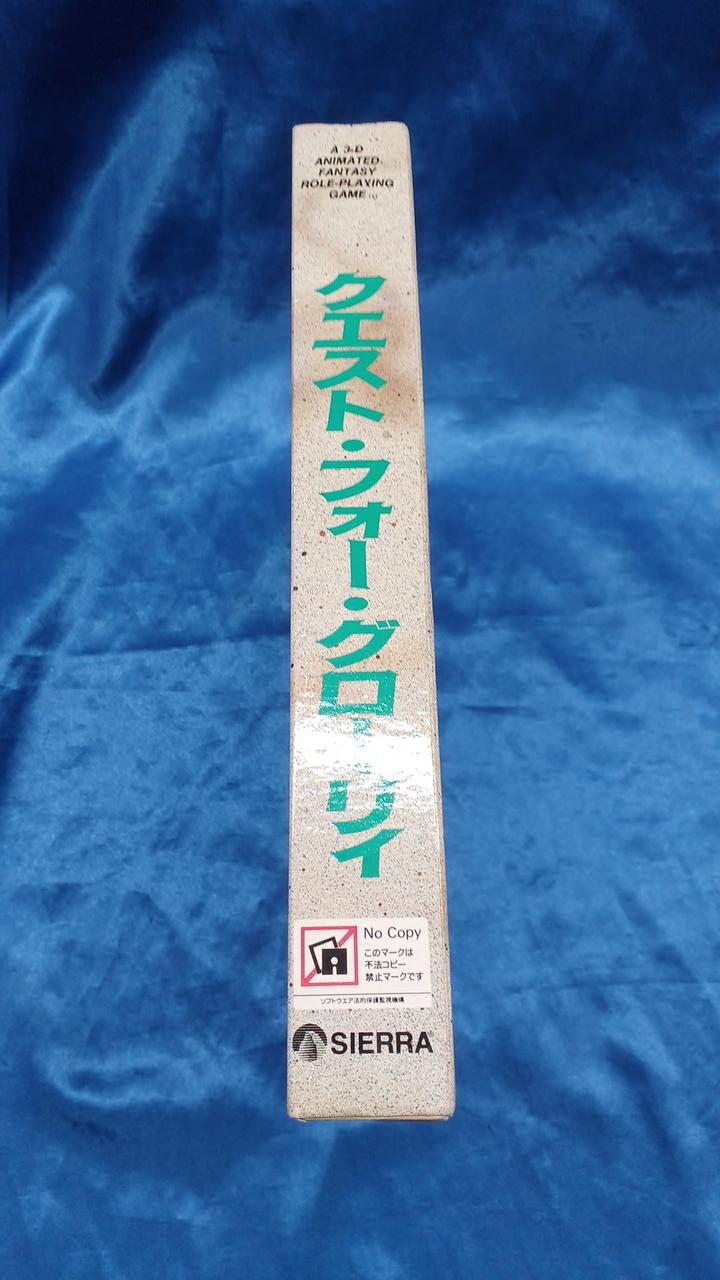 A 3-D
ANIMATED
FANTASY
ROLE-PLAYING
GAME™
クエスト・フォー・グローリィ
No Copy
このマークは
不法コピー
禁止マークです
ソフトウエア法的保護監視機構
SIERRA